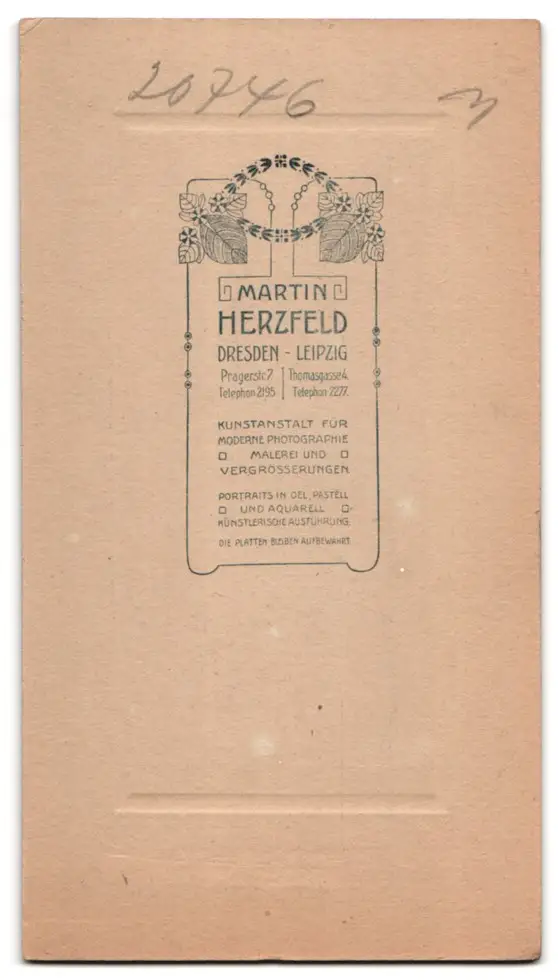 20746
MARTIN
HERZFELD
DRESDEN - LEIPZIG
Pragerstr. 7 Thomasgasse 4.
Telephon 2195 Telephon 7277.
KUNSTANSTALT FÜR
MODERNE PHOTOGRAPHIE
MALEREI UND
VERGRÖSSERUNGEN
PORTRAITS IN OEL, PASTELL
UND AQUARELL
KÜNSTLERISCHE AUSFÜHRUNG.
DIE PLATTEN BLEIBEN AUFBEWAHRT.